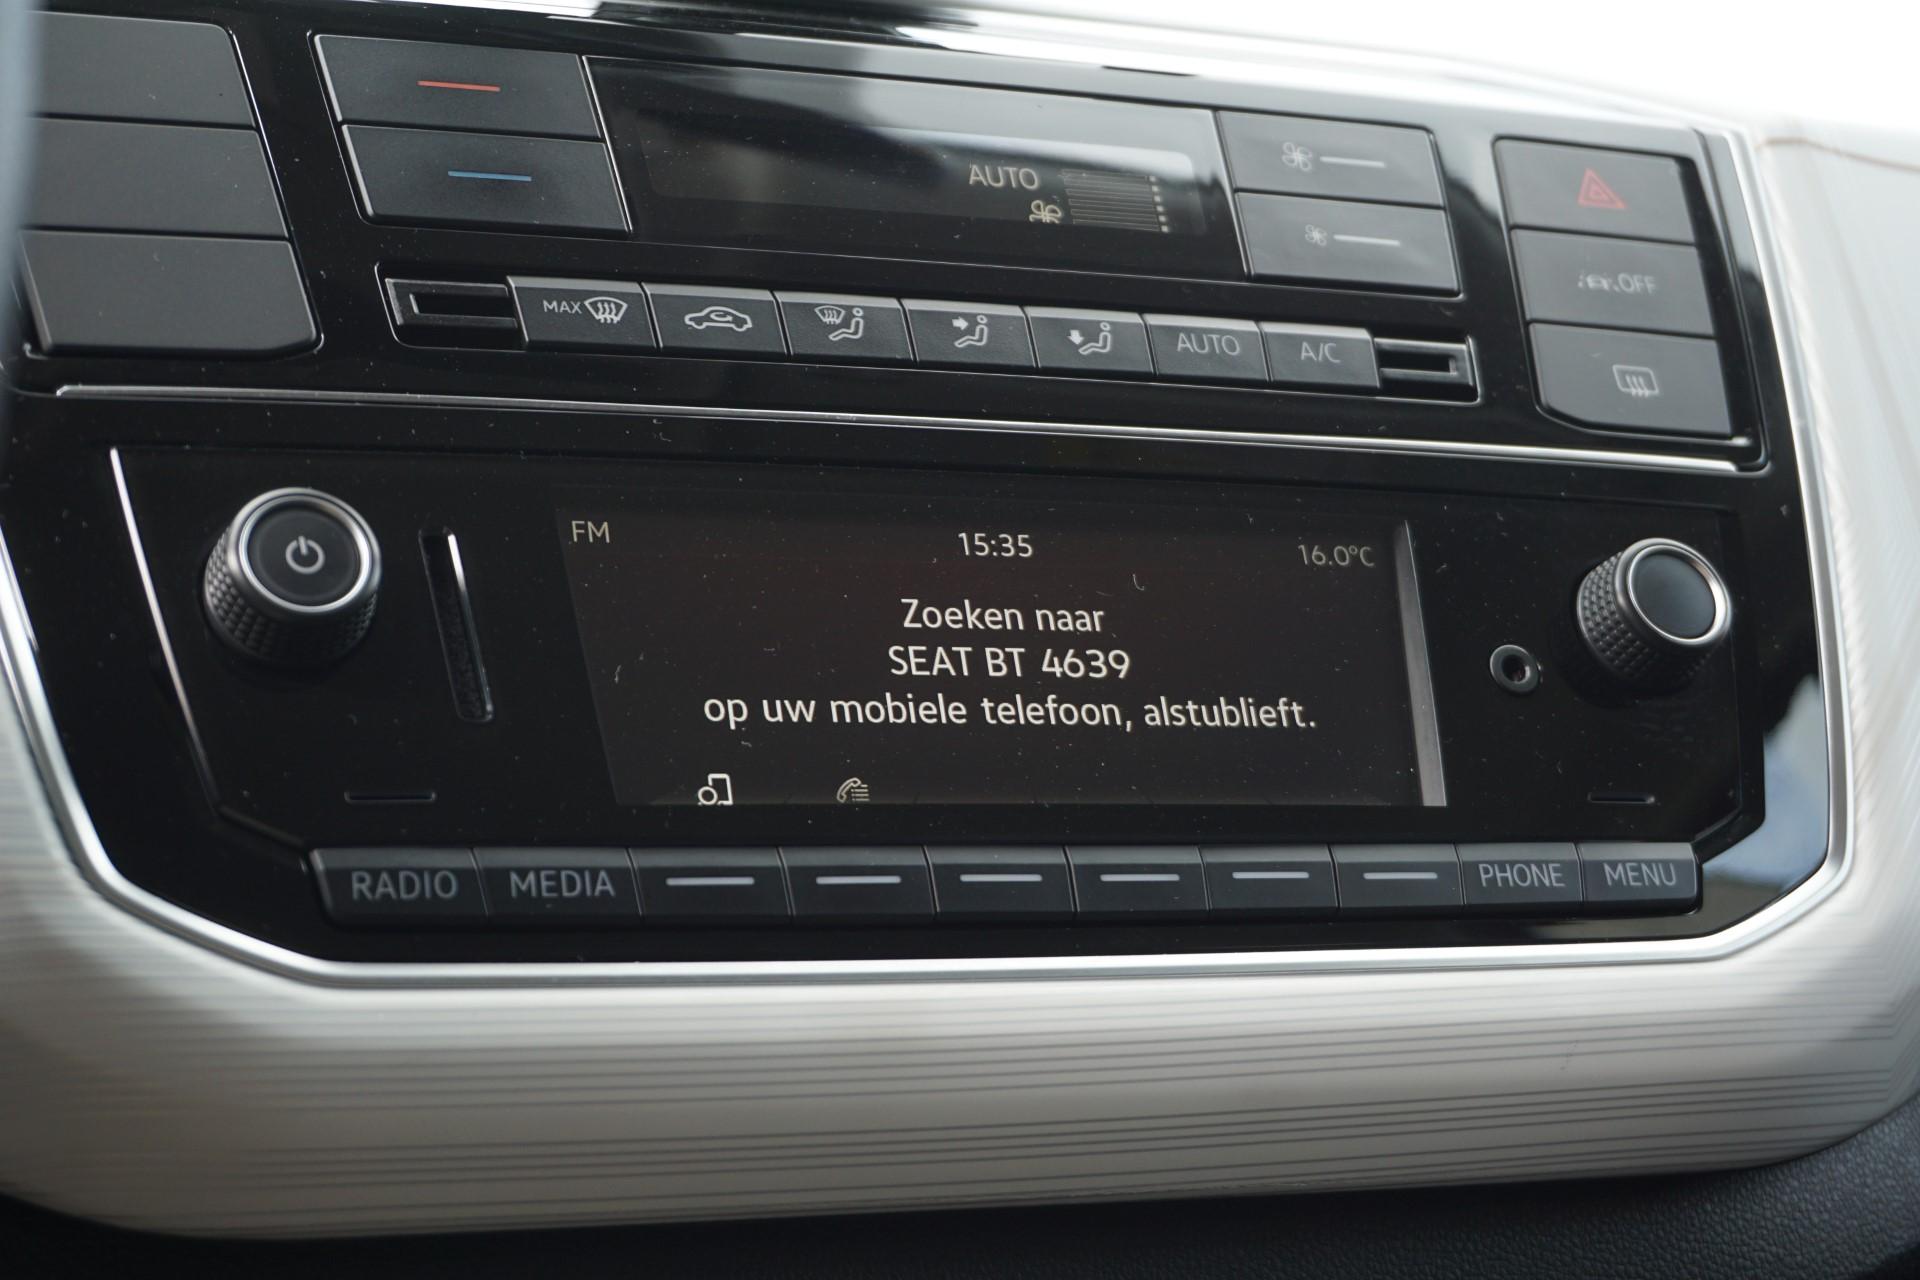 AUTO
MAX
AUTO
A/C
OFF
FM
15:35
16.0°C
Zoeken naar
SEAT BT 4639
op uw mobiele telefoon, alstublieft.
RADIO
MEDIA
PHONE
MENU